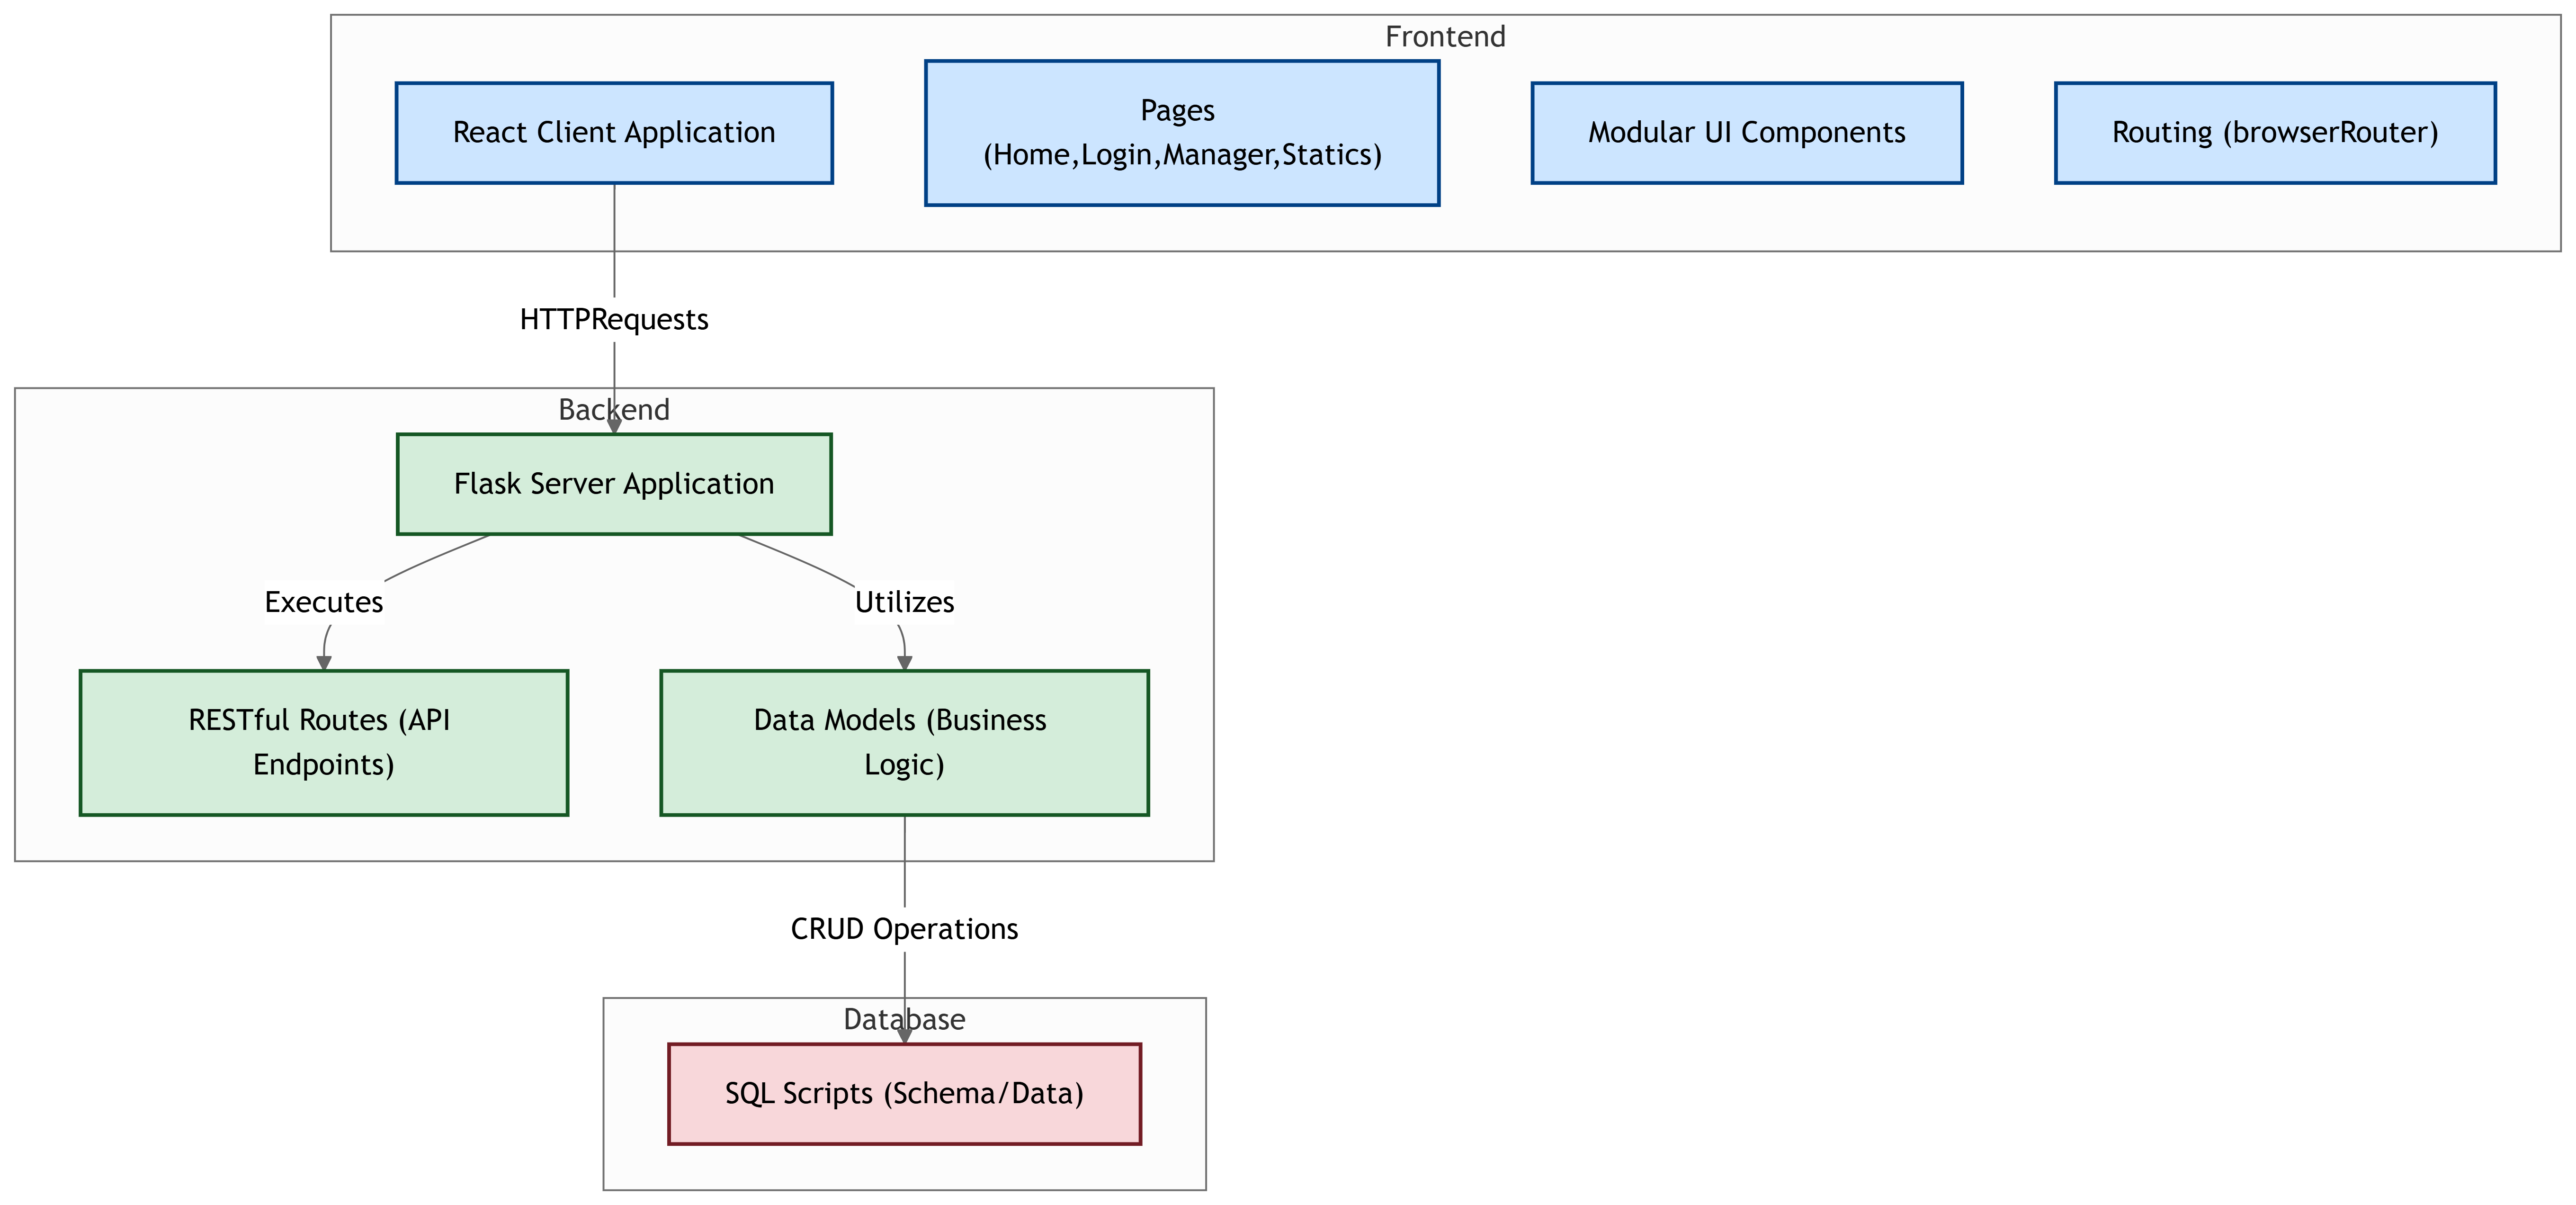 Frontend
React Client Application
Pages
(Home,Login,Manager,Statics)
Modular UI Components
Routing (browserRouter)
HTTPRequests
Backend
Flask Server Application
Executes
Utilizes
RESTful Routes (API
Endpoints)
Data Models (Business
Logic)
CRUD Operations
Database
SQL Scripts (Schema/Data)